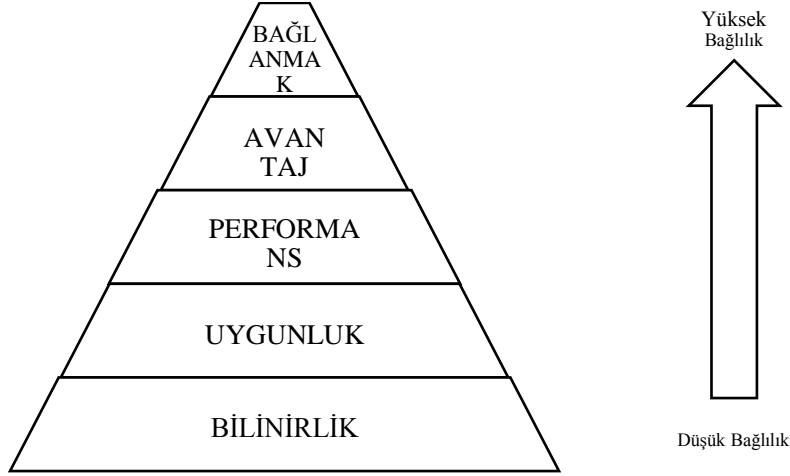 BAĞL
ANMA
K
AVAN
TAJ
PERFORMA
NS
UYGUNLUK
BİLİNİRLİK
Yüksek
Bağlılık
Düşük Bağlılık